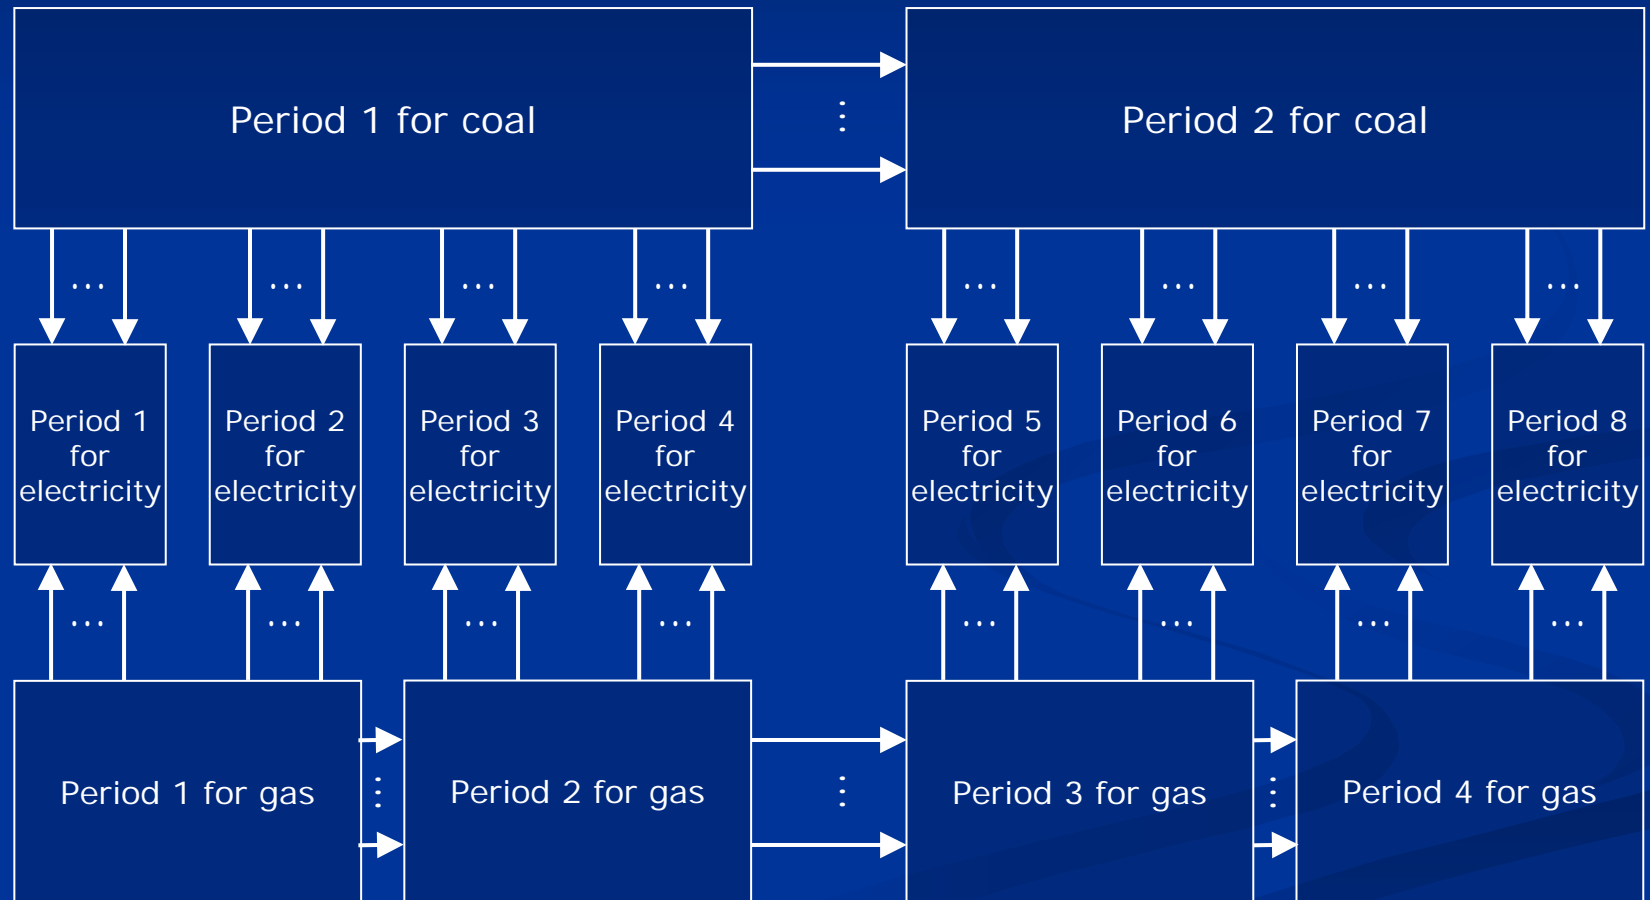 Period 1 for coal
⋮
Period 2 for coal
⋮
... ... ... ... ... ... ... ...
Period 1
for
electricity
Period 2
for
electricity
Period 3
for
electricity
Period 4
for
electricity
Period 5
for
electricity
Period 6
for
electricity
Period 7
for
electricity
Period 8
for
electricity
... ... ... ... ... ... ... ...
Period 1 for gas
⋮
Period 2 for gas
⋮
Period 3 for gas
⋮
Period 4 for gas